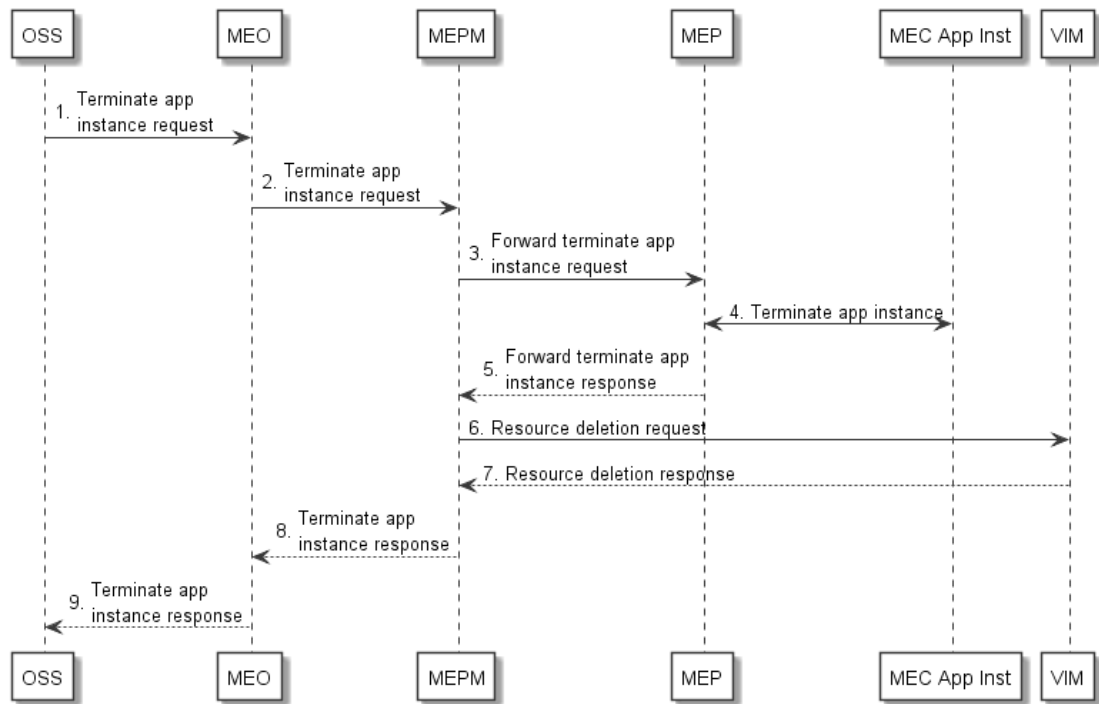 OSS
MEO
MEPM
MEP
MEC App Inst
VIM
1. Terminate app
instance request
2. Terminate app
instance request
3. Forward terminate app
instance request
4. Terminate app instance
5. Forward terminate app
instance response
6. Resource deletion request
7. Resource deletion response
8. Terminate app
instance response
9. Terminate app
instance response
OSS
MEO
MEPM
MEP
MEC App Inst
VIM